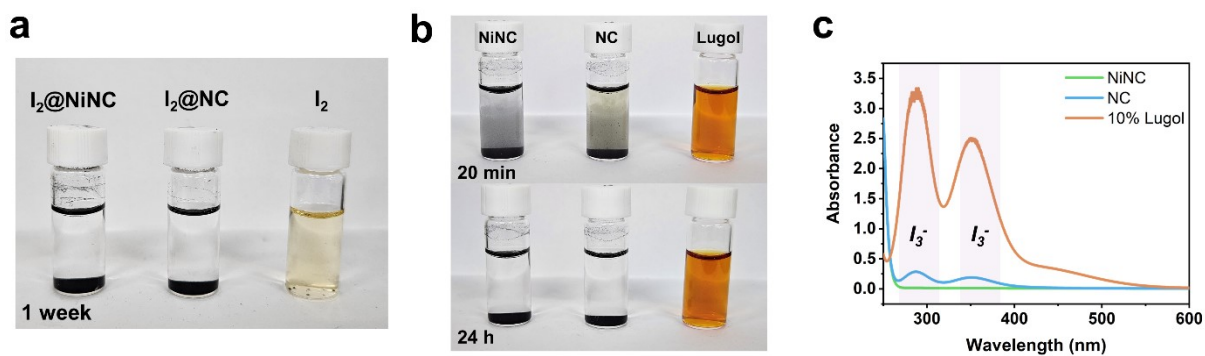 a
I₂@NiNC I₂@NC I₂
1 week
b
NiNC NC Lugol
20 min
24 h
c
NiNC
NC
10% Lugol
I₃⁻ I₃⁻
Absorbance
3.5
3.0
2.5
2.0
1.5
1.0
0.5
0.0
300 400 500 600
Wavelength (nm)